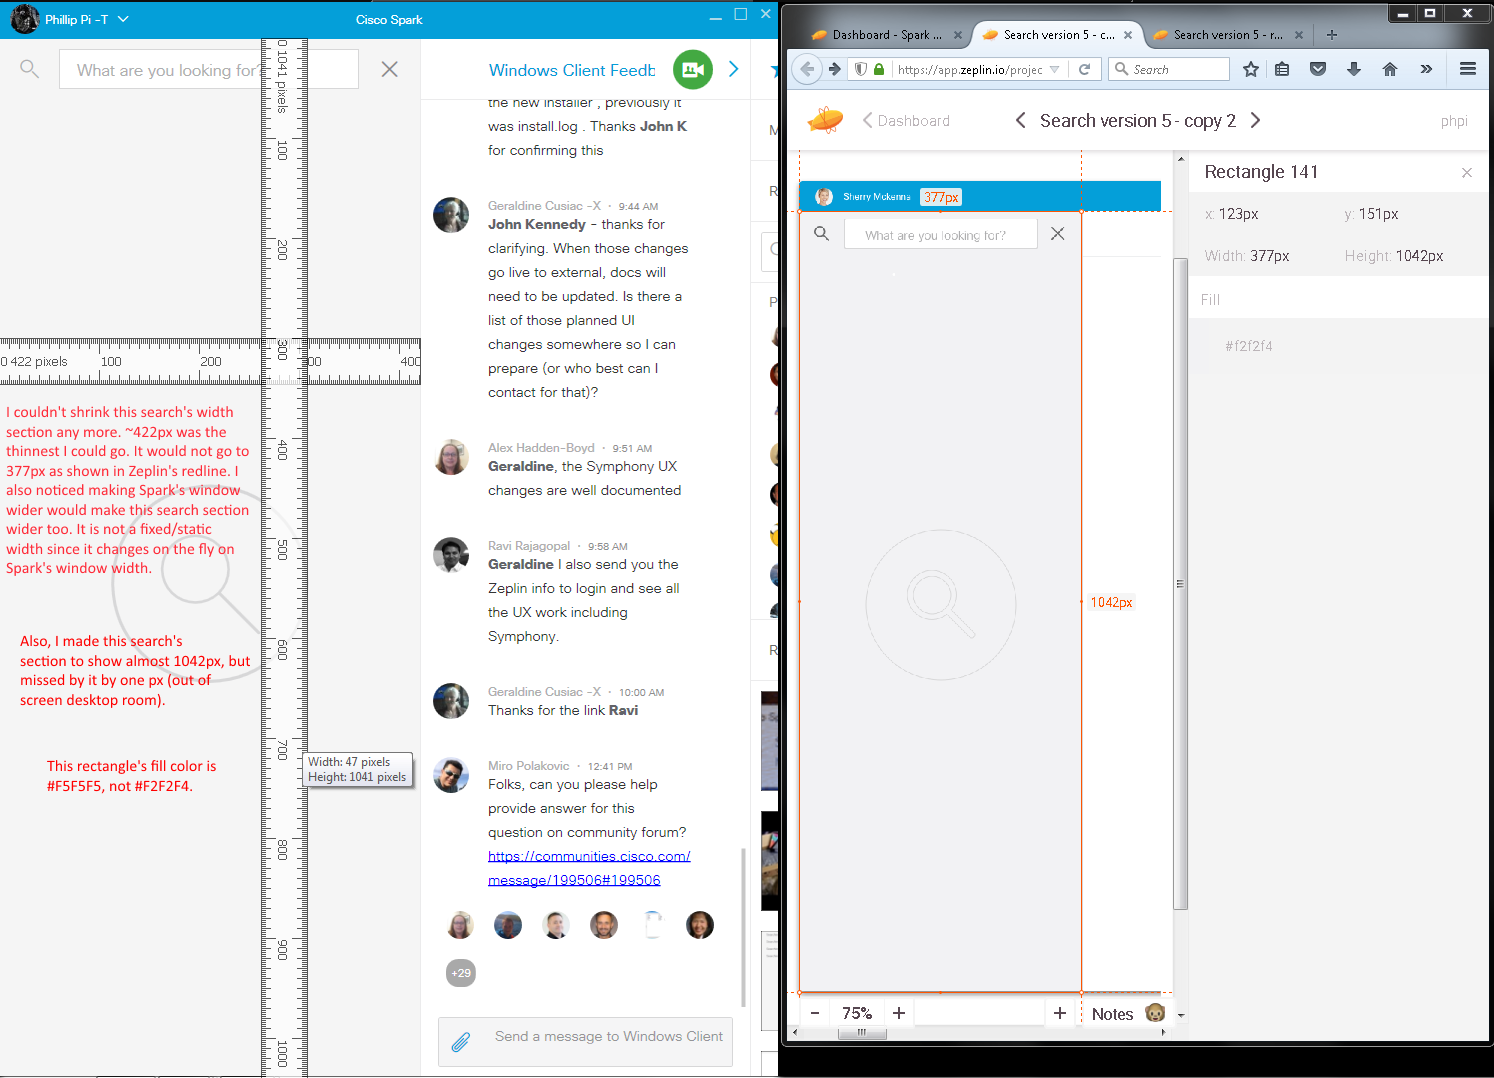 Phillip Pi -T
Cisco Spark
What are you looking for?
Windows Client Feedb
0 1041 pixels
100
200
300
400
500
600
700
800
900
1000
0 422 pixels
100
200
400
I couldn't shrink this search's width
section any more. ~422px was the
thinnest I could go. It would not go to
377px as shown in Zeplin's redline. I
also noticed making Spark's window
wider would make this search section
wider too. It is not a fixed/static
width since it changes on the fly on
Spark's window width.
Also, I made this search's
section to show almost 1042px, but
missed by it by one px (out of
screen desktop room).
This rectangle's fill color is
#F5F5F5, not #F2F2F4.
Width: 47 pixels
Height: 1041 pixels
the new installer , previously it
was install.log . Thanks John K
for confirming this
Geraldine Cusiac -X · 9:44 AM
John Kennedy - thanks for
clarifying. When those changes
go live to external, docs will
need to be updated. Is there a
list of those planned UI
changes somewhere so I can
prepare (or who best can I
contact for that)?
Alex Hadden-Boyd · 9:51 AM
Geraldine, the Symphony UX
changes are well documented
Ravi Rajagopal · 9:58 AM
Geraldine I also send you the
Zeplin info to login and see all
the UX work including
Symphony.
Geraldine Cusiac -X · 10:00 AM
Thanks for the link Ravi
Miro Polakovic · 12:41 PM
Folks, can you please help
provide answer for this
question on community forum?
https://communities.cisco.com/
message/199506#199506
+29
Send a message to Windows Client
Dashboard - Spark ...
Search version 5 - c...
Search version 5 - r...
https://app.zeplin.io/projec
Search
Dashboard
Search version 5 - copy 2
phpi
Sherry Mckenna
377px
What are you looking for?
1042px
75%
Notes
Rectangle 141
x: 123px
y: 151px
Width: 377px
Height: 1042px
Fill
#f2f2f4